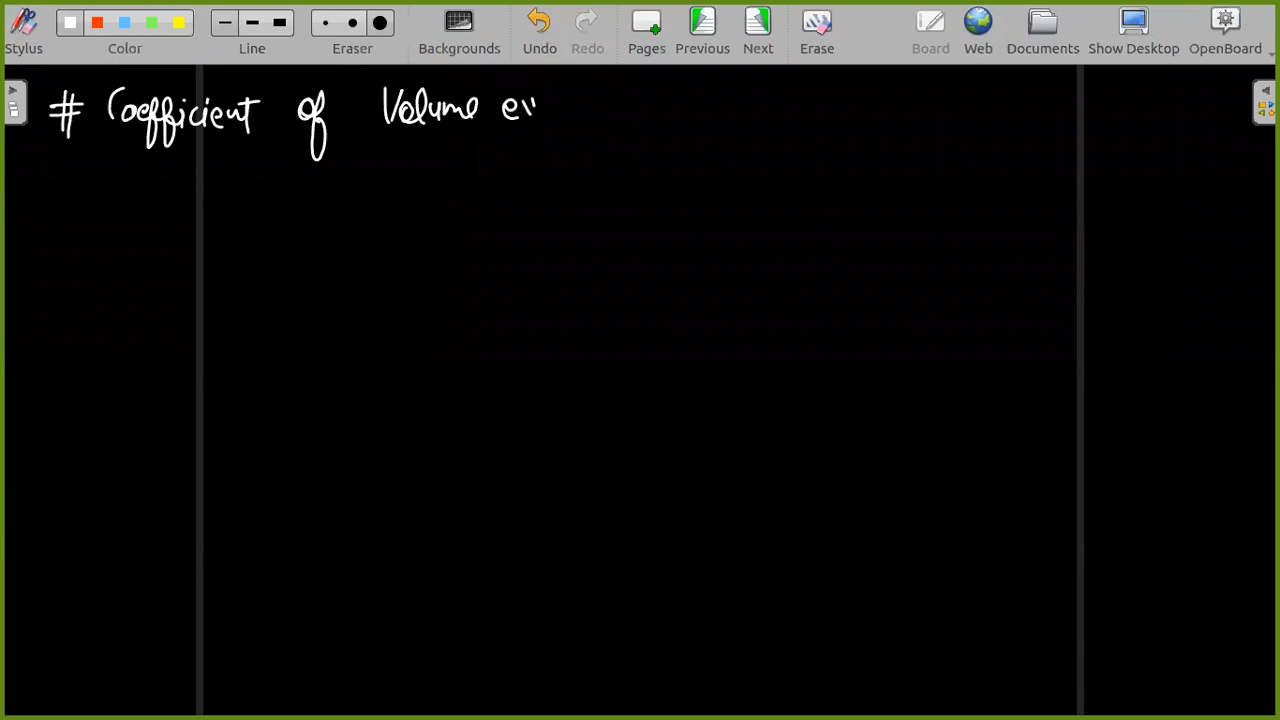 Stylus Color Line Eraser Backgrounds Undo Redo Pages Previous Next Erase Board Web Documents Show Desktop OpenBoard
# Coefficient of Volume